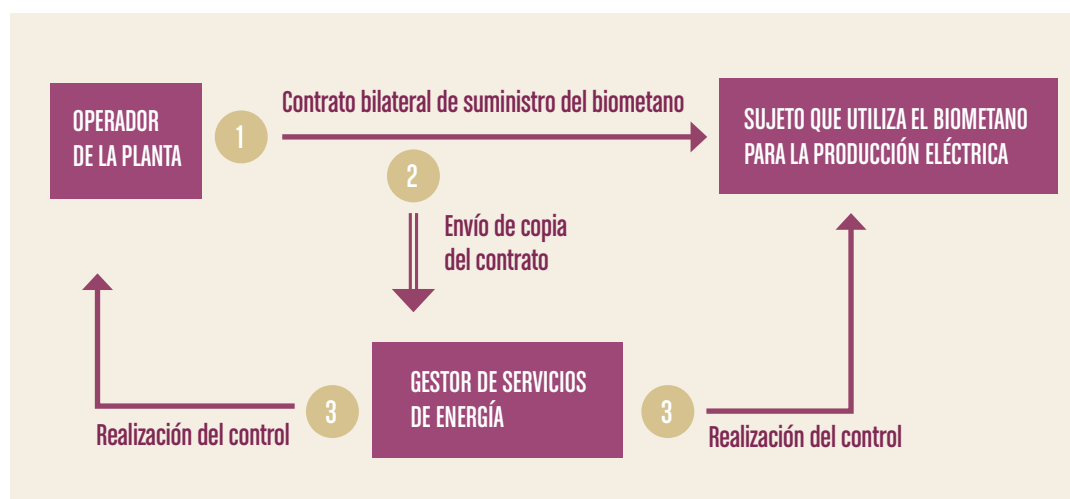 OPERADOR
DE LA PLANTA
1
Contrato bilateral de suministro del biometano
SUJETO QUE UTILIZA EL BIOMETANO
PARA LA PRODUCCIÓN ELÉCTRICA
2
Envío de copia
del contrato
GESTOR DE SERVICIOS
DE ENERGÍA
3
Realización del control
3
Realización del control